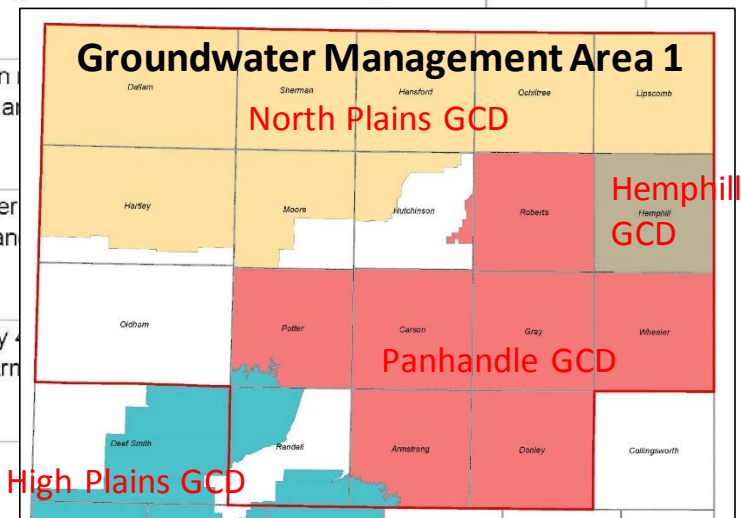 Groundwater Management Area 1
Dallam
Sherman
Hansford
Ochiltree
Lipscomb
North Plains GCD
Hartley
Moore
Hutchinson
Roberts
Hemphill
GCD
Hemphill
Oldham
Potter
Carson
Gray
Wheeler
Panhandle GCD
Deaf Smith
Randall
Armstrong
Donley
Collingsworth
High Plains GCD